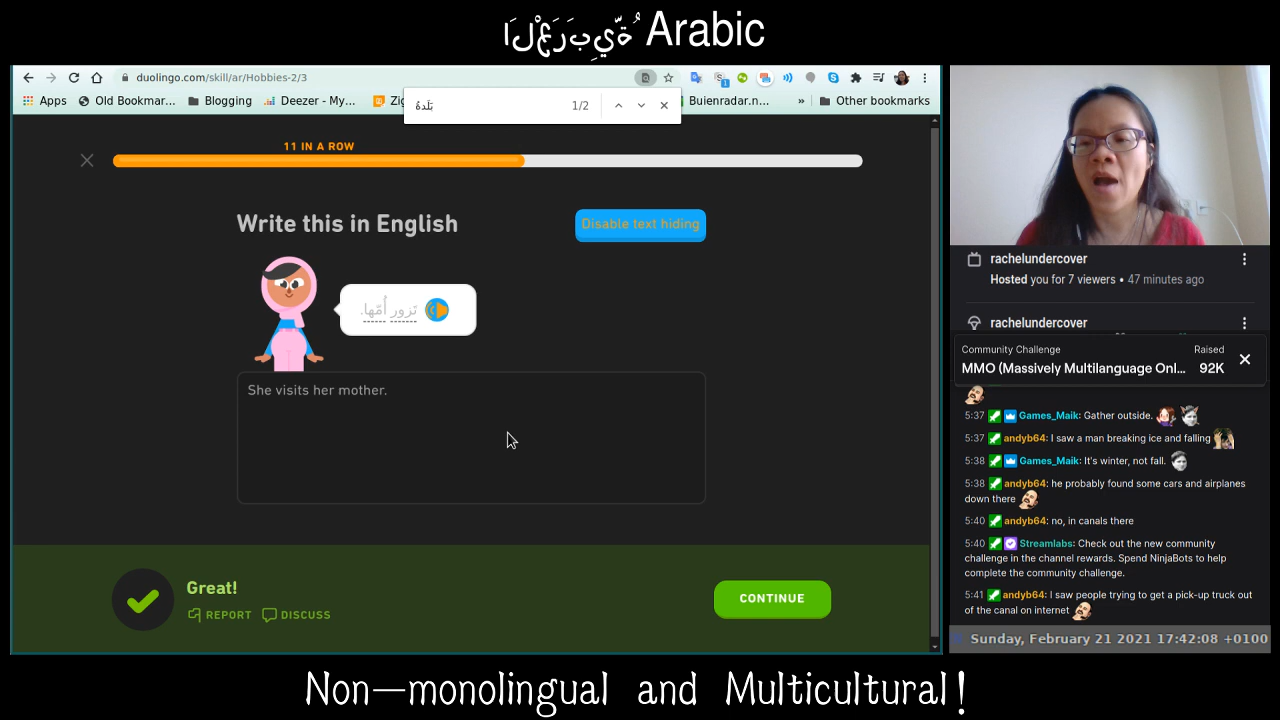 اَلْعَرَبِيَّةُ Arabic
duolingo.com/skill/ar/Hobbies-2/3
Apps Old Bookmar... Blogging Deezer - My... Buienradar.n... » Other bookmarks
بَلَدةُ 1/2
11 IN A ROW
Write this in English
Disable text hiding
تَزور أُمّها.
She visits her mother.
Great!
REPORT DISCUSS
CONTINUE
rachelundercover
Hosted you for 7 viewers • 47 minutes ago
rachelundercover
Community Challenge Raised
MMO (Massively Multilanguage Onl... 92K
5:37 Games_Maik: Gather outside.
5:37 andyb64: I saw a man breaking ice and falling
5:38 Games_Maik: It's winter, not fall.
5:38 andyb64: he probably found some cars and airplanes
down there
5:40 andyb64: no, in canals there
5:40 Streamlabs: Check out the new community
challenge in the channel rewards. Spend NinjaBots to help
complete the community challenge.
5:41 andyb64: I saw people trying to get a pick-up truck out
of the canal on internet
Sunday, February 21 2021 17:42:08 +0100
Non-monolingual and Multicultural!